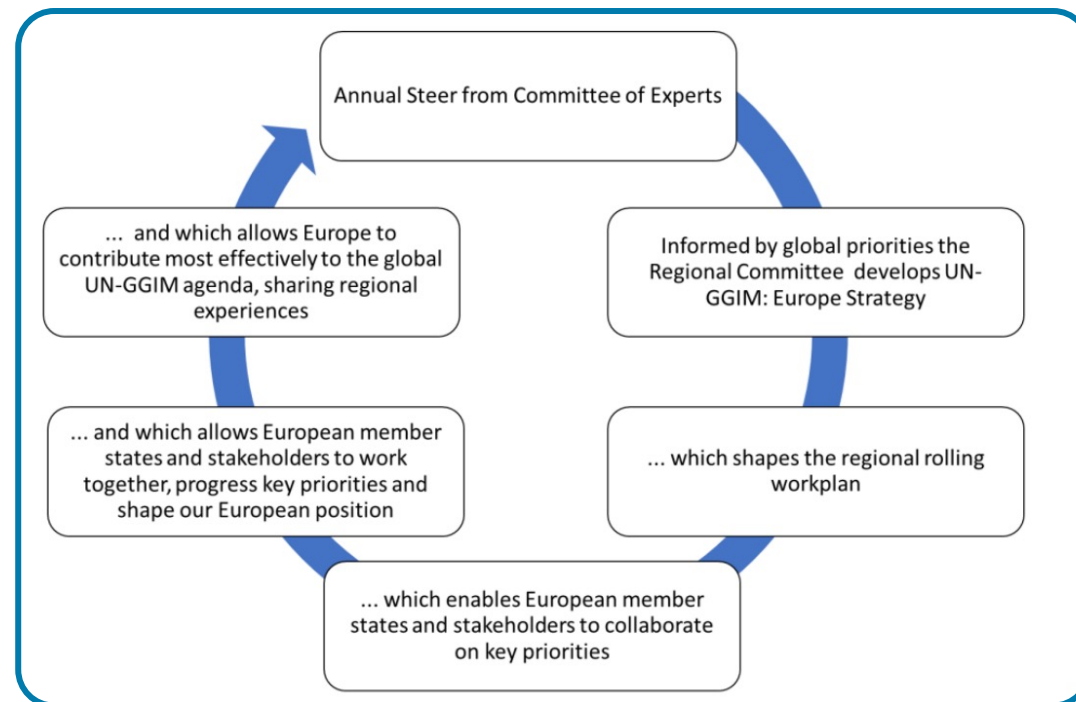 Annual Steer from Committee of Experts
Informed by global priorities the
Regional Committee develops UN-
GGIM: Europe Strategy
... which shapes the regional rolling
workplan
... which enables European member
states and stakeholders to collaborate
on key priorities
... and which allows European member
states and stakeholders to work
together, progress key priorities and
shape our European position
... and which allows Europe to
contribute most effectively to the global
UN-GGIM agenda, sharing regional
experiences